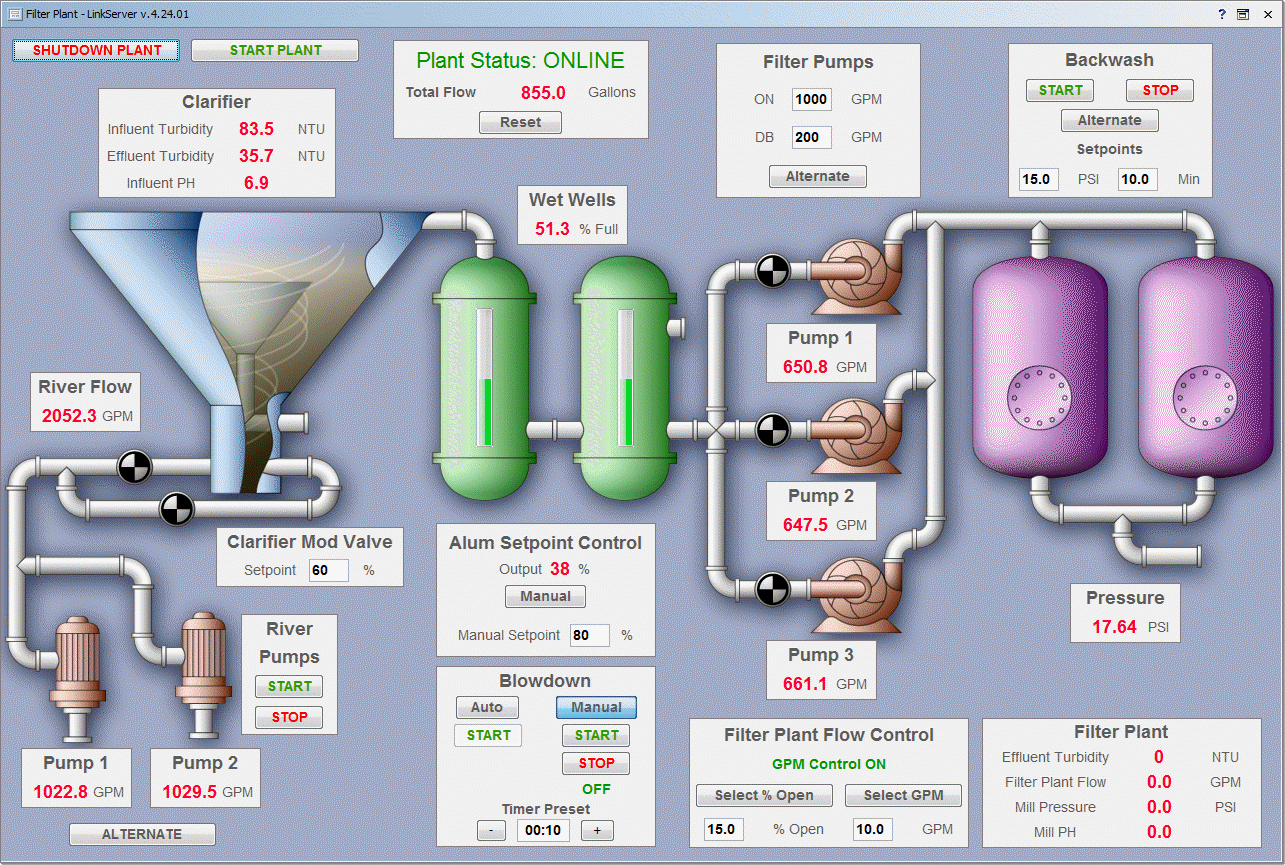 Filter Plant - LinkServer v.4.24.01
?
SHUTDOWN PLANT
START PLANT
Plant Status: ONLINE
Total Flow 855.0 Gallons
Reset
Clarifier
Influent Turbidity 83.5 NTU
Effluent Turbidity 35.7 NTU
Influent PH 6.9
Filter Pumps
ON 1000 GPM
DB 200 GPM
Alternate
Backwash
START STOP
Alternate
Setpoints
15.0 PSI 10.0 Min
Wet Wells
51.3 % Full
River Flow
2052.3 GPM
Pump 1
650.8 GPM
Pump 2
647.5 GPM
Pump 3
661.1 GPM
Clarifier Mod Valve
Setpoint 60 %
Alum Setpoint Control
Output 38 %
Manual
Manual Setpoint 80 %
Pressure
17.64 PSI
River
Pumps
START
STOP
Pump 1
1022.8 GPM
Pump 2
1029.5 GPM
ALTERNATE
Blowdown
Auto Manual
START START
STOP
OFF
Timer Preset
- 00:10 +
Filter Plant Flow Control
GPM Control ON
Select % Open Select GPM
15.0 % Open 10.0 GPM
Filter Plant
Effluent Turbidity 0 NTU
Filter Plant Flow 0.0 GPM
Mill Pressure 0.0 PSI
Mill PH 0.0